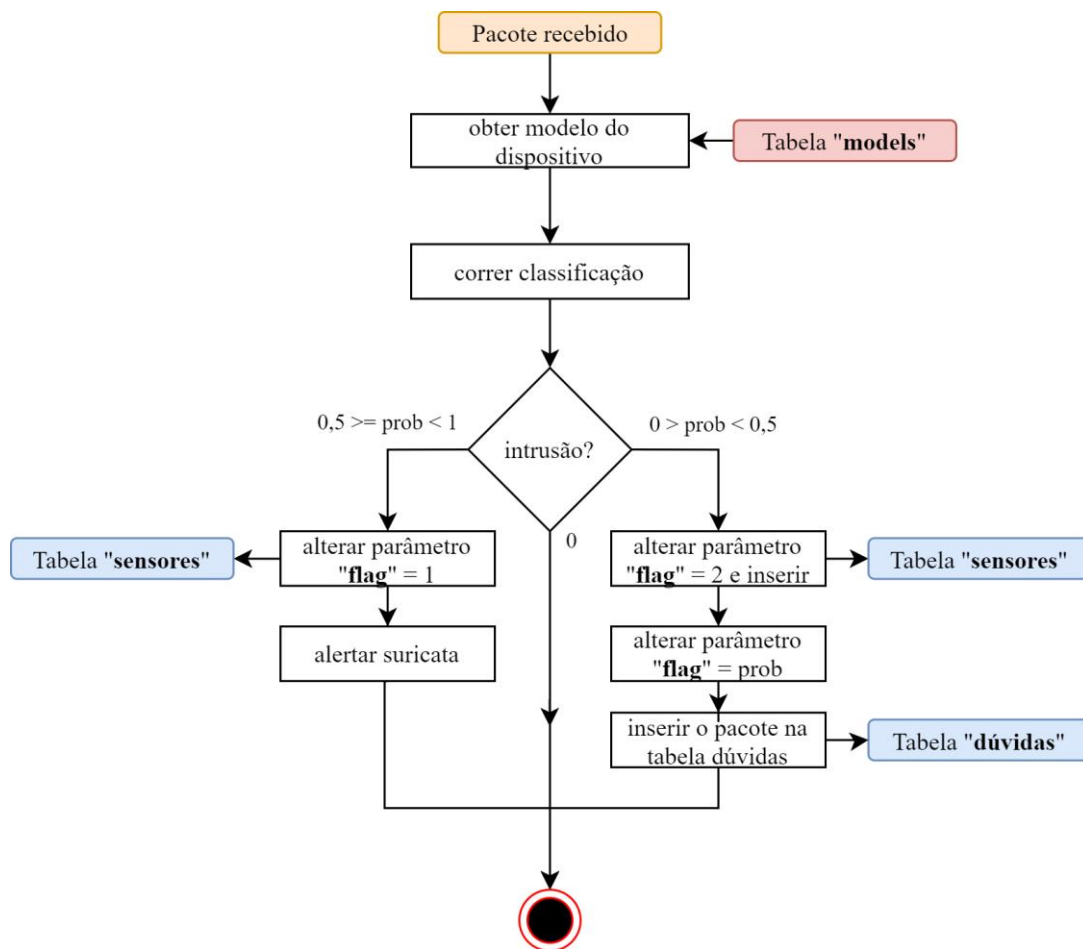 Pacote recebido
obter modelo do
dispositivo
Tabela "models"
correr classificação
0,5 >= prob < 1
intrusão?
0 > prob < 0,5
0
Tabela "sensores"
alterar parâmetro
"flag" = 1
alterar parâmetro
"flag" = 2 e inserir
Tabela "sensores"
alertar suricata
alterar parâmetro
"flag" = prob
inserir o pacote na
tabela dúvidas
Tabela "dúvidas"